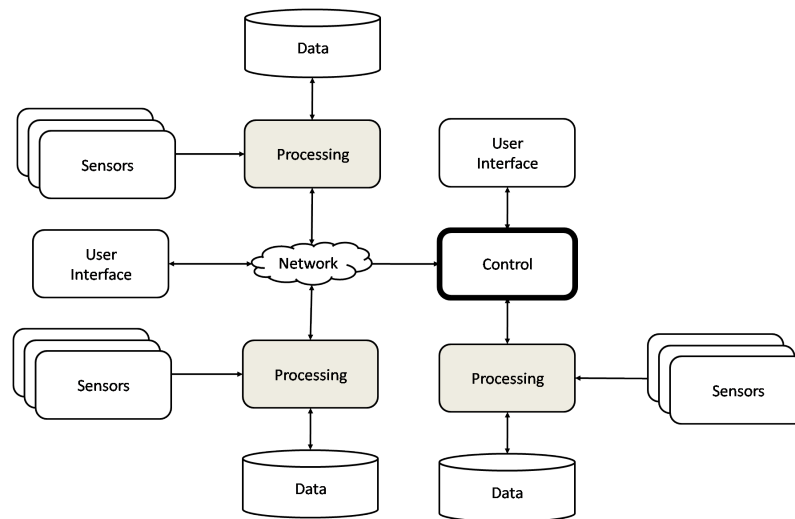 Data
Processing
Sensors
User
Interface
User
Interface
Network
Control
Sensors
Processing
Processing
Sensors
Data
Data